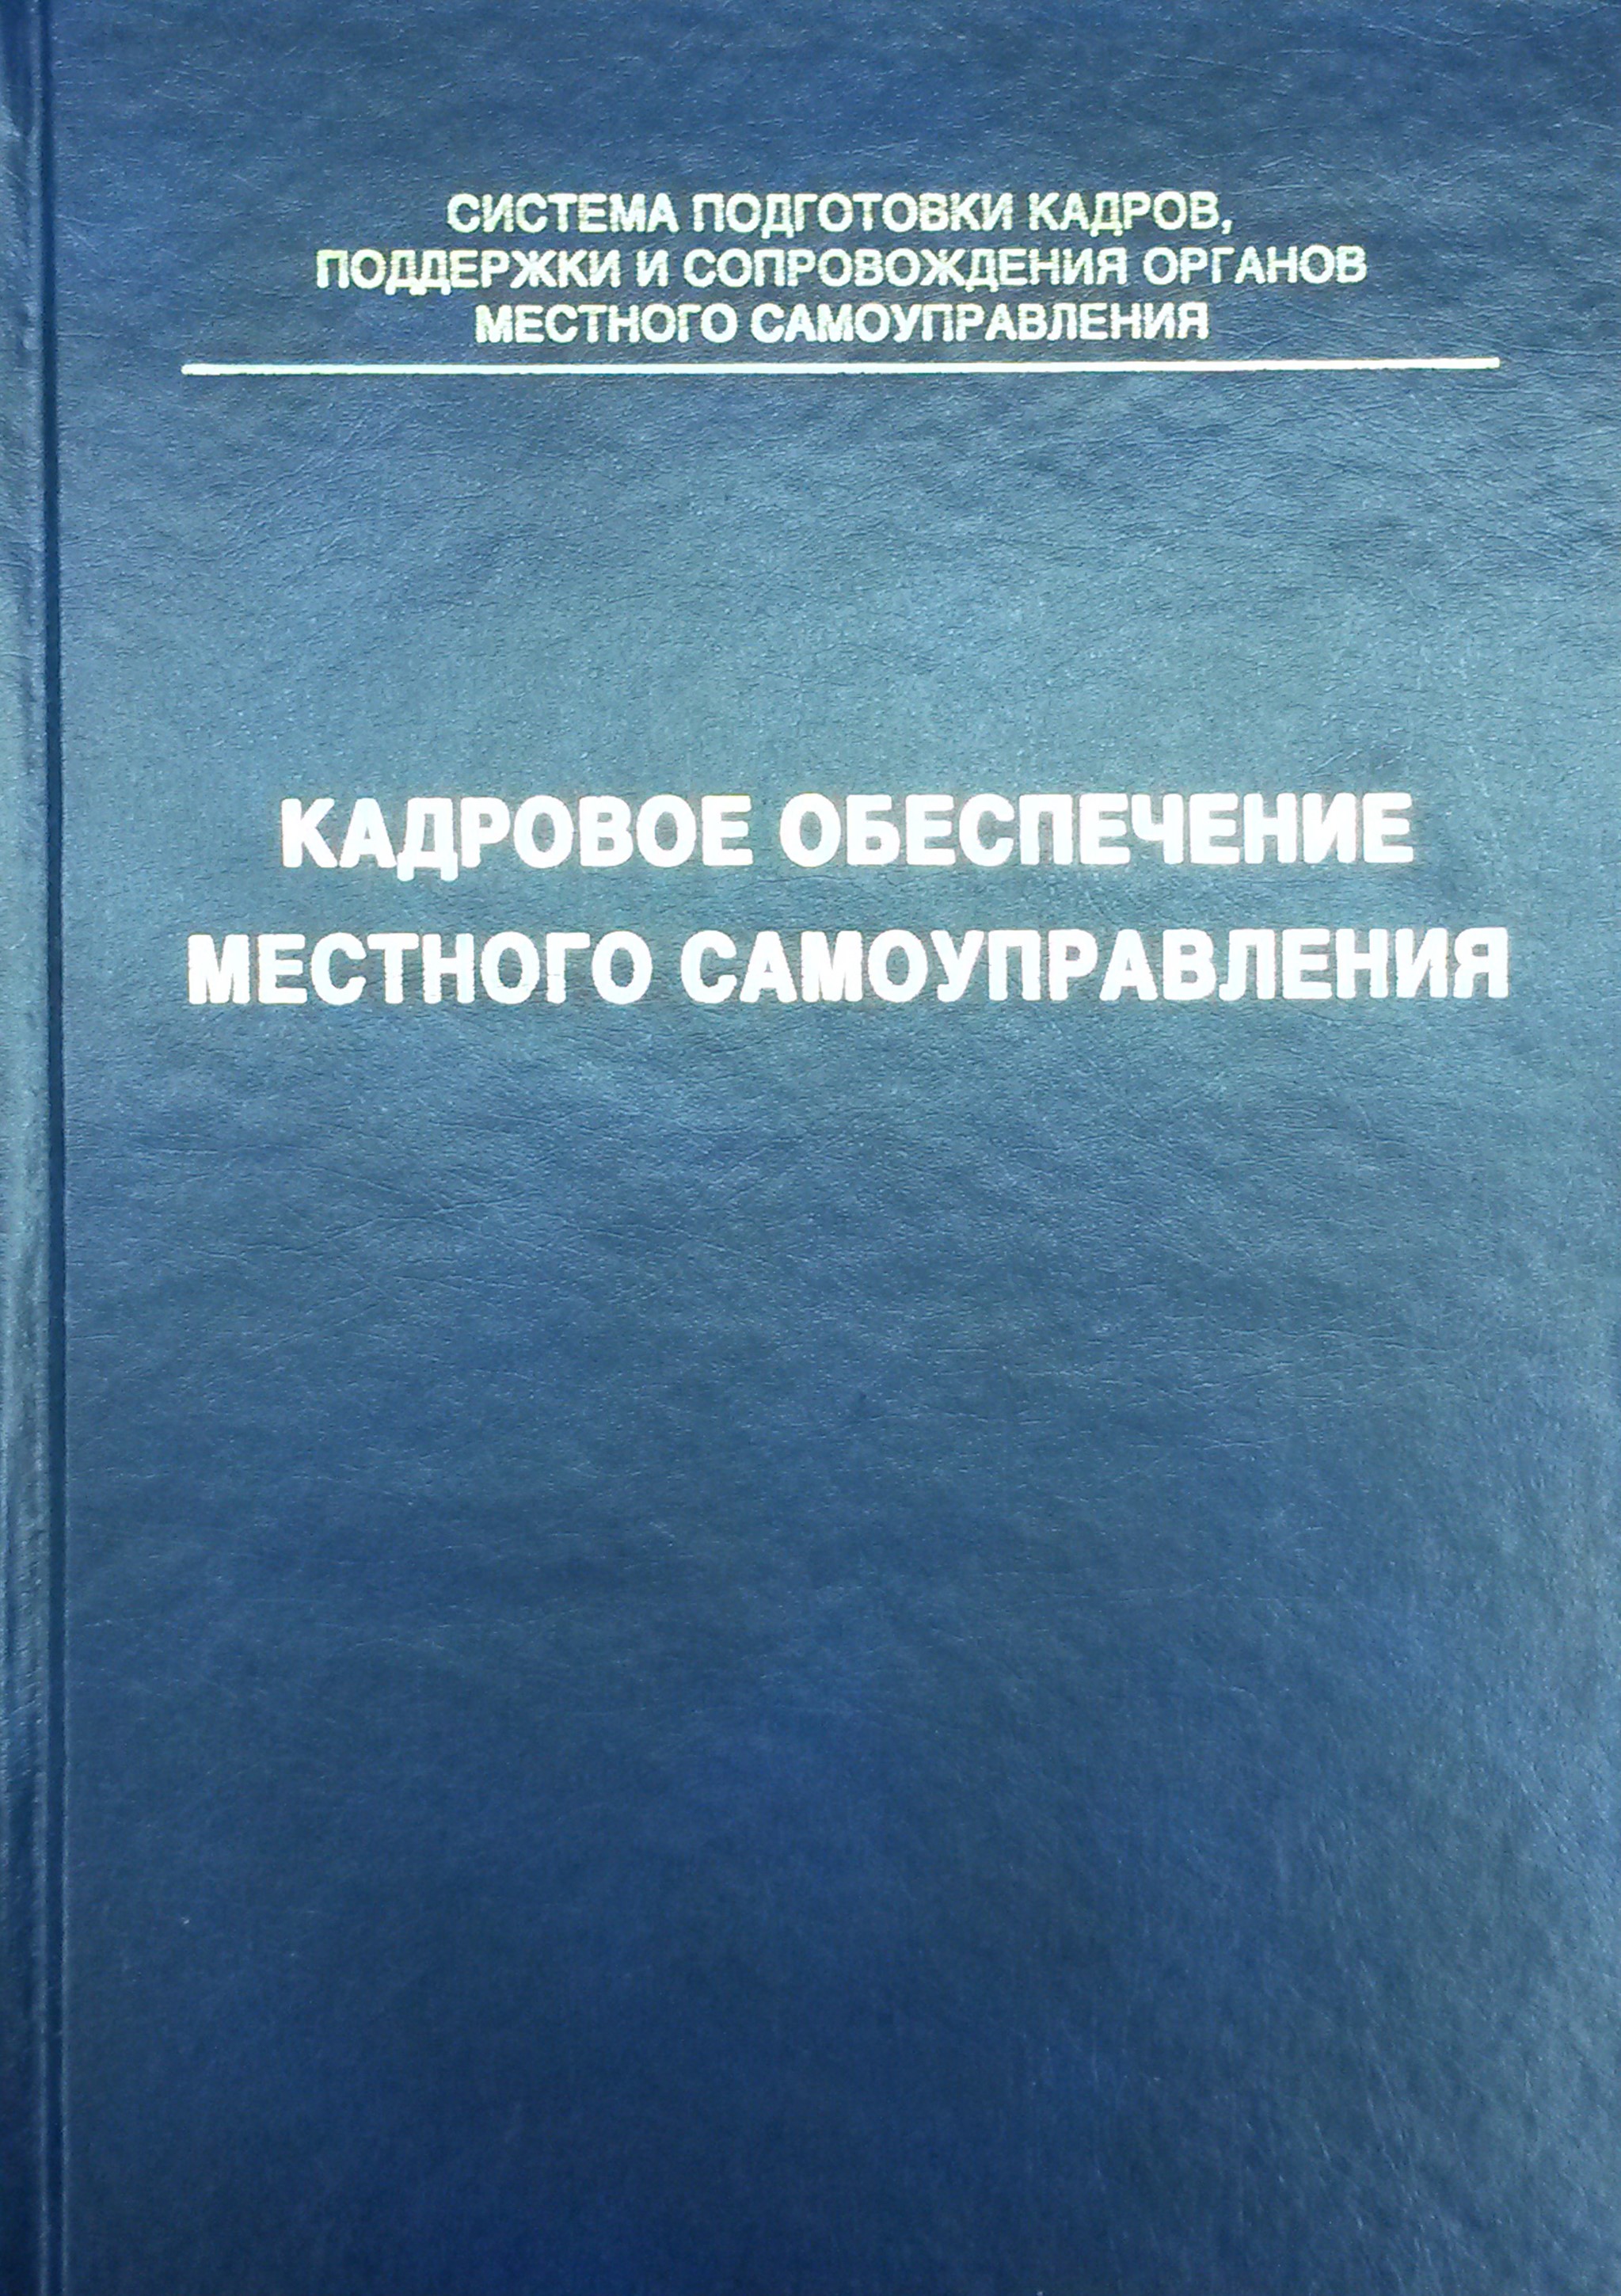 СИСТЕМА ПОДГОТОВКИ КАДРОВ,
ПОДДЕРЖКИ И СОПРОВОЖДЕНИЯ ОРГАНОВ
МЕСТНОГО САМОУПРАВЛЕНИЯ
КАДРОВОЕ ОБЕСПЕЧЕНИЕ
МЕСТНОГО САМОУПРАВЛЕНИЯ